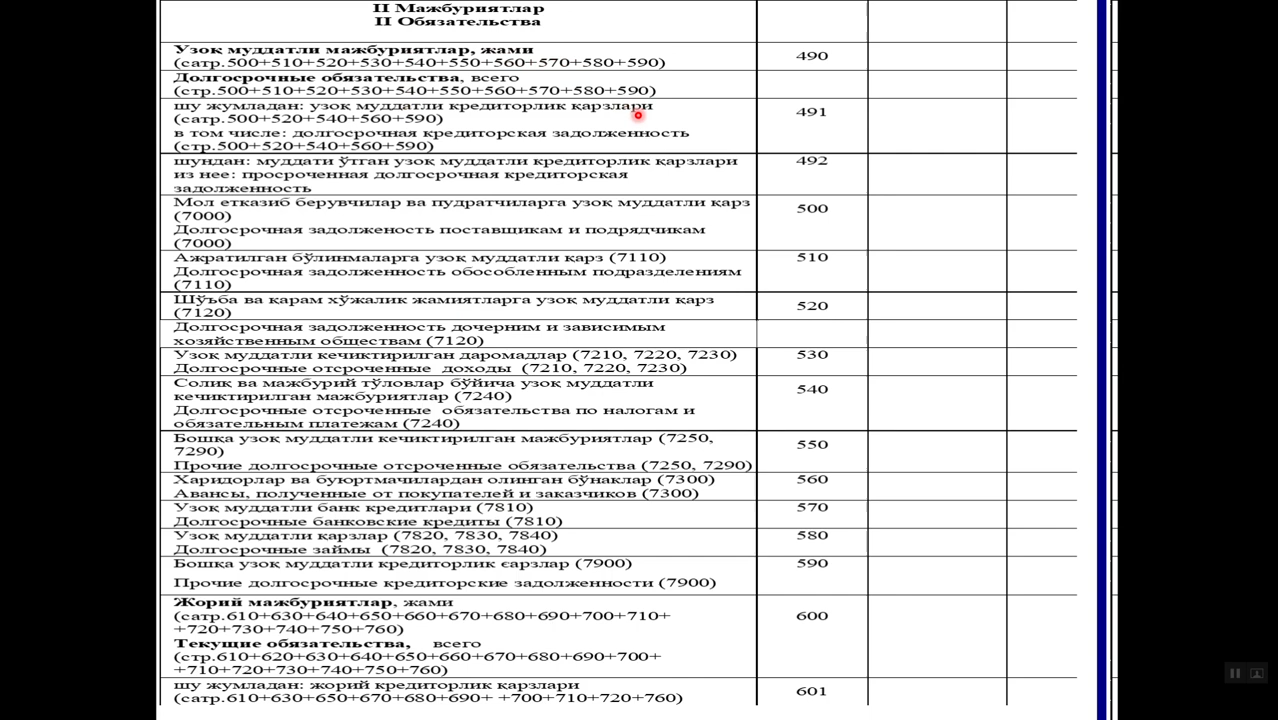 II Мажбуриятлар
II Обязательства
Узоқ муддатли мажбуриятлар, жами
(сатр.500+510+520+530+540+550+560+570+580+590)
490
Долгосрочные обязательства, всего
(стр.500+510+520+530+540+550+560+570+580+590)
шу жумладан: узоқ муддатли кредиторлик қарзлари
(сатр.500+520+540+560+590)
491
в том числе: долгосрочная кредиторская задолженность
(стр.500+520+540+560+590)
шундан: муддати ўтган узоқ муддатли кредиторлик қарзлари
492
из нее: просроченная долгосрочная кредиторская
задолженность
Мол етказиб берувчилар ва пудратчиларга узоқ муддатли қарз
(7000)
500
Долгосрочная задолженость поставщикам и подрядчикам
(7000)
Ажратилган бўлинмаларга узоқ муддатли қарз (7110)
510
Долгосрочная задолженность обособленным подразделениям
(7110)
Шўъба ва қарам хўжалик жамиятларга узоқ муддатли қарз
(7120)
520
Долгосрочная задолженность дочерним и зависимым
хозяйственным обществам (7120)
Узоқ муддатли кечиктирилган даромадлар (7210, 7220, 7230)
530
Долгосрочные отсроченные доходы (7210, 7220, 7230)
Солиқ ва мажбурий тўловлар бўйича узоқ муддатли
кечиктирилган мажбуриятлар (7240)
540
Долгосрочные отсроченные обязательства по налогам и
обязательным платежам (7240)
Бошқа узоқ муддатли кечиктирилган мажбуриятлар (7250,
7290)
550
Прочие долгосрочные отсроченные обязательства (7250, 7290)
Харидорлар ва буюртмачилардан олинган бўнаклар (7300)
560
Авансы, полученные от покупателей и заказчиков (7300)
Узоқ муддатли банк кредитлари (7810)
570
Долгосрочные банковские кредиты (7810)
Узоқ муддатли қарзлар (7820, 7830, 7840)
580
Долгосрочные займы (7820, 7830, 7840)
Бошқа узоқ муддатли кредиторлик єарзлар (7900)
590
Прочие долгосрочные кредиторские задолженности (7900)
Жорий мажбуриятлар, жами
(сатр.610+630+640+650+660+670+680+690+700+710+
600
+720+730+740+750+760)
Текущие обязательства, всего
(стр.610+620+630+640+650+660+670+680+690+700+
+710+720+730+740+750+760)
шу жумладан: жорий кредиторлик қарзлари
601
(сатр.610+630+650+670+680+690+ +700+710+720+760)